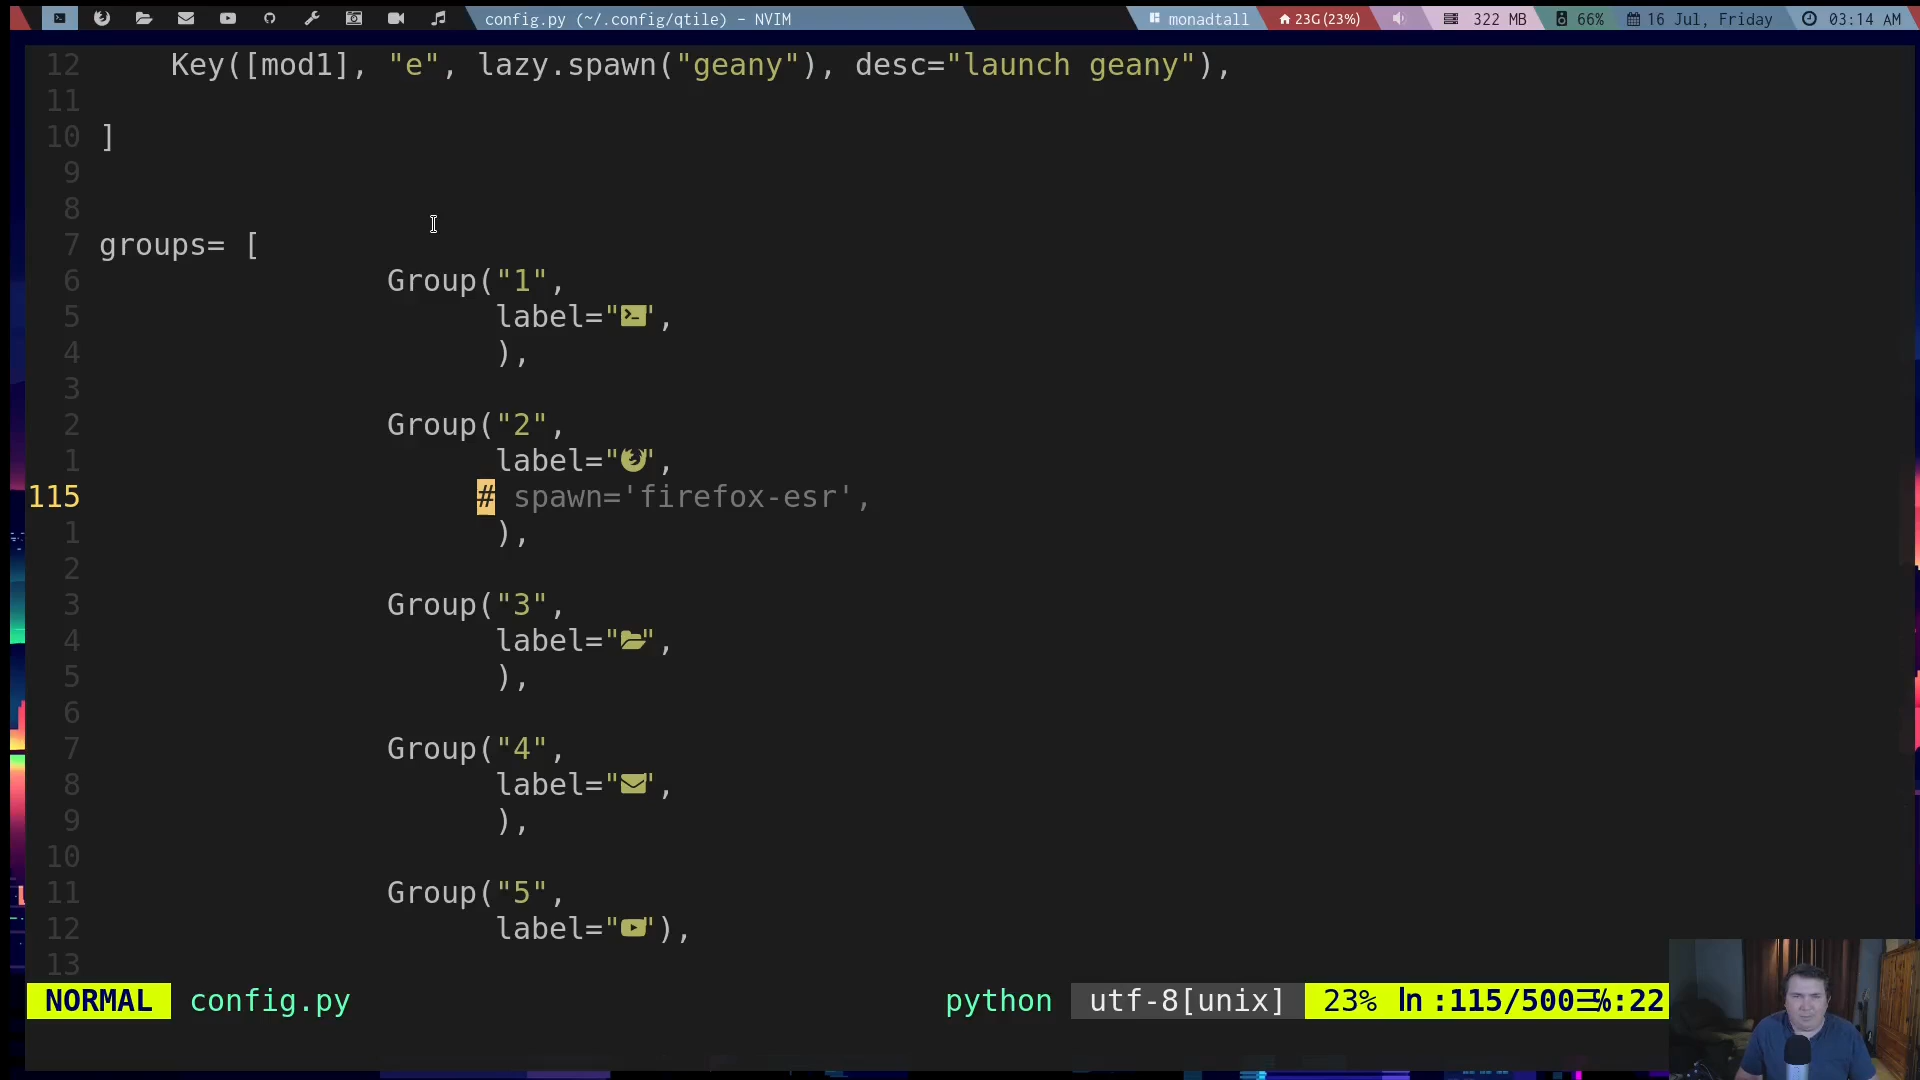 config.py (~/.config/qtile) – NVIM
monadtall
23G(23%)
322 MB
66%
16 Jul, Friday
03:14 AM
12 Key([mod1], "e", lazy.spawn("geany"), desc="launch geany"),
11
10 ]
9
8
7 groups= [
6 Group("1",
5 label="",
4 ),
3
2 Group("2",
1 label="",
115 # spawn='firefox-esr',
1 ),
2
3 Group("3",
4 label="",
5 ),
6
7 Group("4",
8 label="",
9 ),
10
11 Group("5",
12 label=""),
13
NORMAL config.py python utf-8[unix] 23% ln :115/500☰%:22